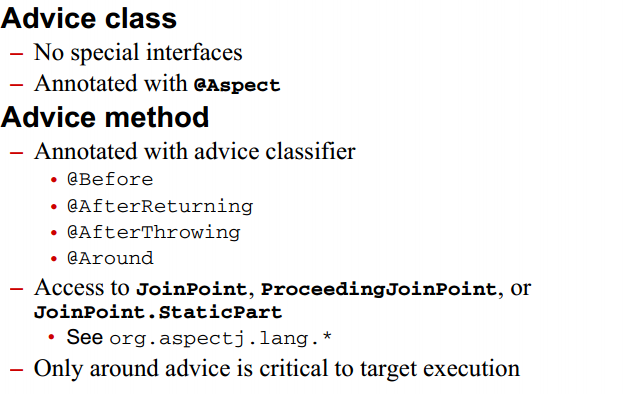 Advice class
– No special interfaces
– Annotated with @Aspect
Advice method
– Annotated with advice classifier
• @Before
• @AfterReturning
• @AfterThrowing
• @Around
– Access to JoinPoint, ProceedingJoinPoint, or
JoinPoint.StaticPart
• See org.aspectj.lang.*
– Only around advice is critical to target execution